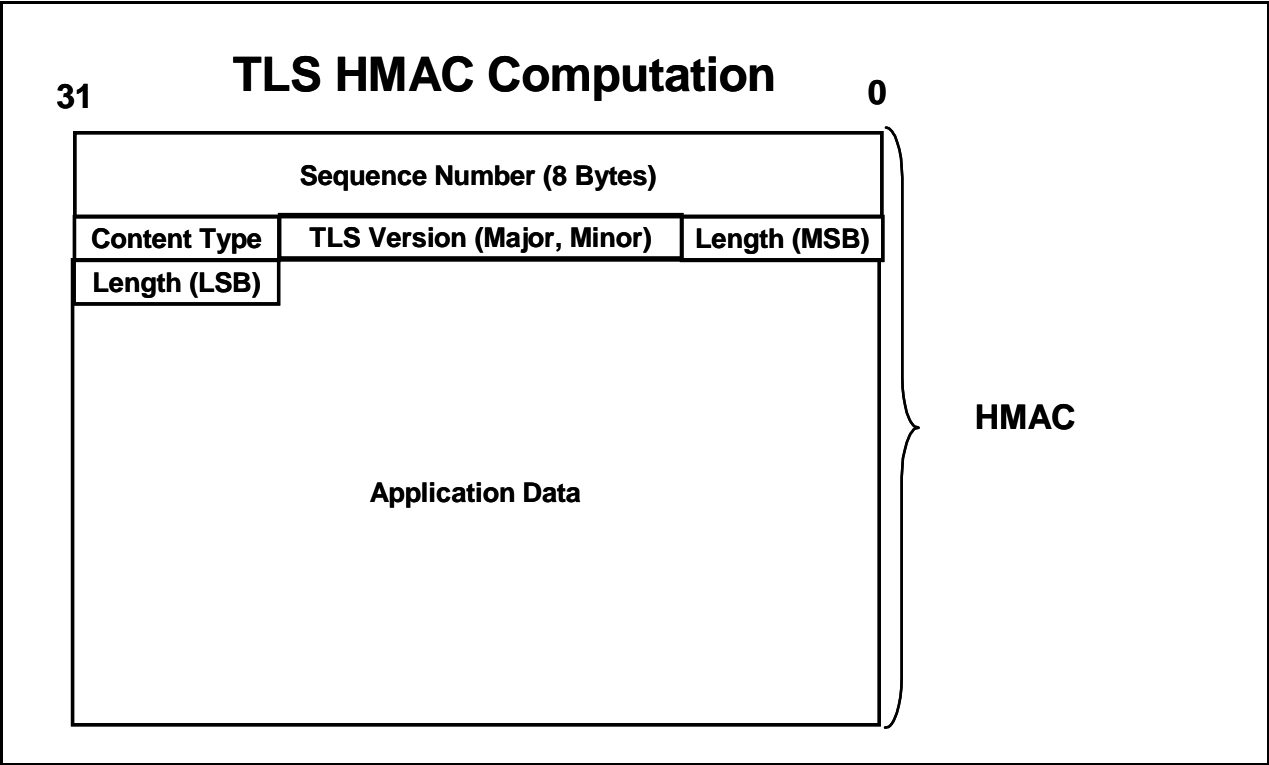 TLS HMAC Computation
31
0
Sequence Number (8 Bytes)
Content Type
TLS Version (Major, Minor)
Length (MSB)
Length (LSB)
HMAC
Application Data